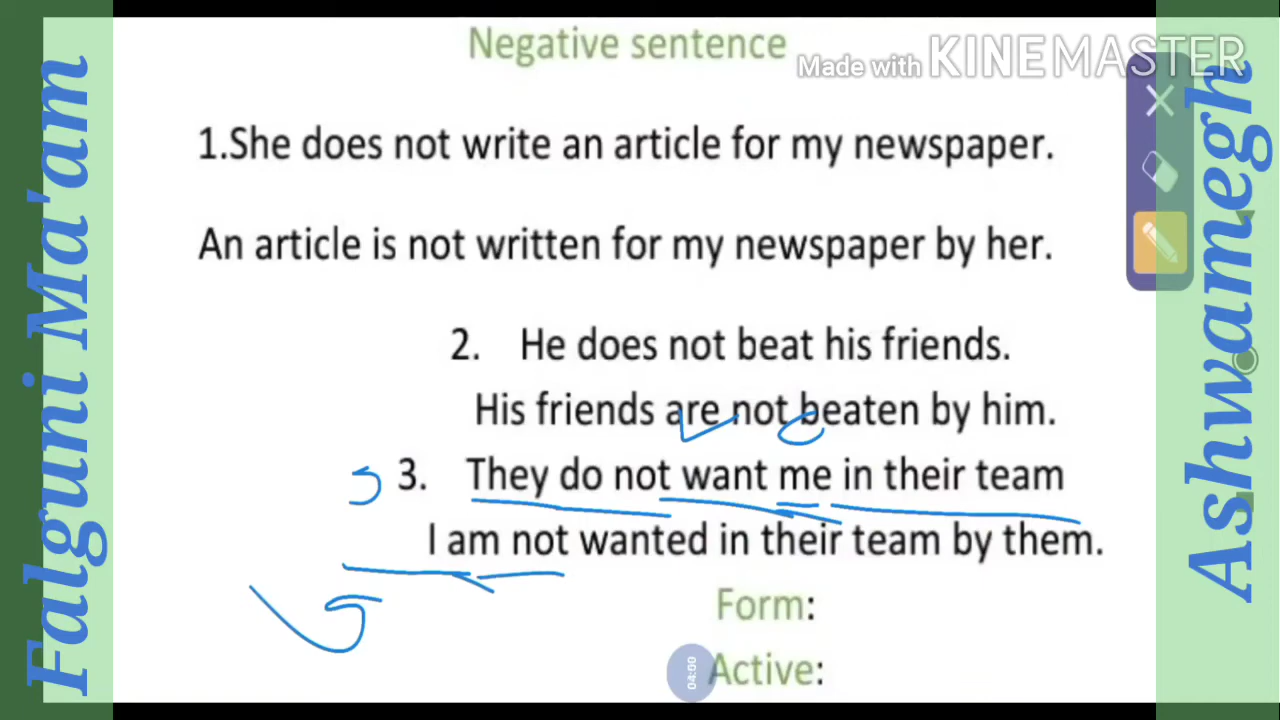 Negative sentence
Made with KINEMASTER
1.She does not write an article for my newspaper.
An article is not written for my newspaper by her.
2. He does not beat his friends.
His friends are not beaten by him.
3. They do not want me in their team
I am not wanted in their team by them.
Form:
Active:
04:00
Falguni Ma'am
Ashwamegh